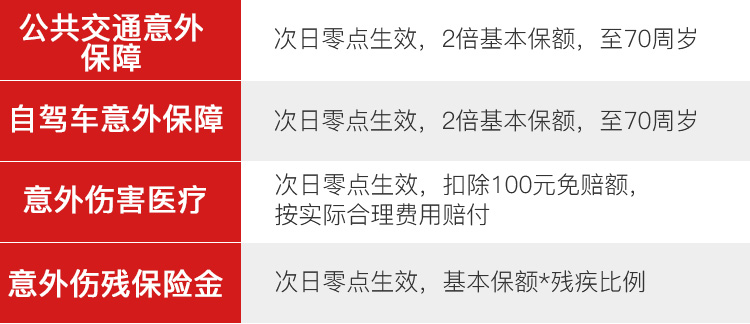 公共交通意外
保障
次日零点生效，2倍基本保额，至70周岁
自驾车意外保障
次日零点生效，2倍基本保额，至70周岁
意外伤害医疗
次日零点生效，扣除100元免赔额，
按实际合理费用赔付
意外伤残保险金
次日零点生效，基本保额*残疾比例